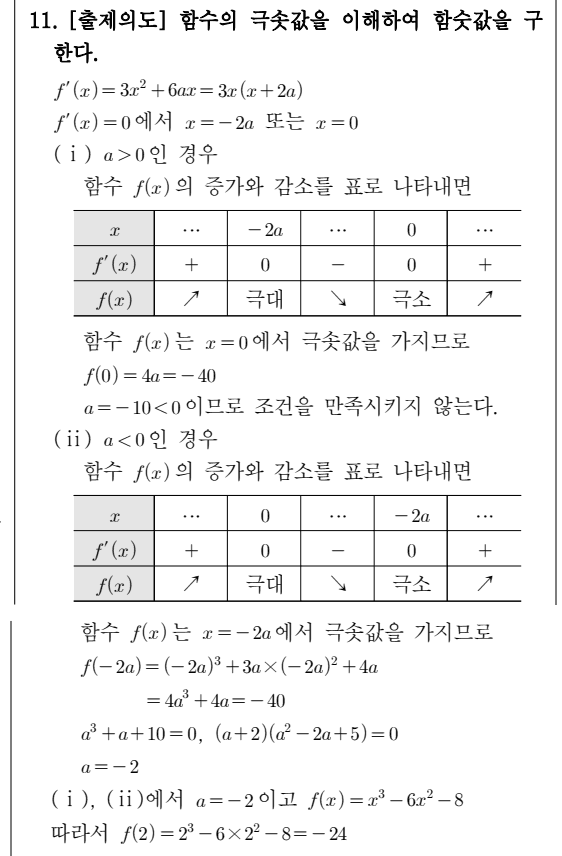 11. [출제의도] 함수의 극솟값을 이해하여 함숫값을 구
한다.
f′(x)=3x²+6ax=3x(x+2a)
f′(x)=0에서 x=-2a 또는 x=0
(ⅰ) a>0인 경우
함수 f(x)의 증가와 감소를 표로 나타내면
x ⋯ -2a ⋯ 0 ⋯
f′(x) + 0 - 0 +
f(x) ↗ 극대 ↘ 극소 ↗
함수 f(x)는 x=0에서 극솟값을 가지므로
f(0)=4a=-40
a=-10<0이므로 조건을 만족시키지 않는다.
(ⅱ) a<0인 경우
함수 f(x)의 증가와 감소를 표로 나타내면
x ⋯ 0 ⋯ -2a ⋯
f′(x) + 0 - 0 +
f(x) ↗ 극대 ↘ 극소 ↗
함수 f(x)는 x=-2a에서 극솟값을 가지므로
f(-2a)=(-2a)³+3a×(-2a)²+4a
=4a³+4a=-40
a³+a+10=0, (a+2)(a²-2a+5)=0
a=-2
(ⅰ), (ⅱ)에서 a=-2이고 f(x)=x³-6x²-8
따라서 f(2)=2³-6×2²-8=-24